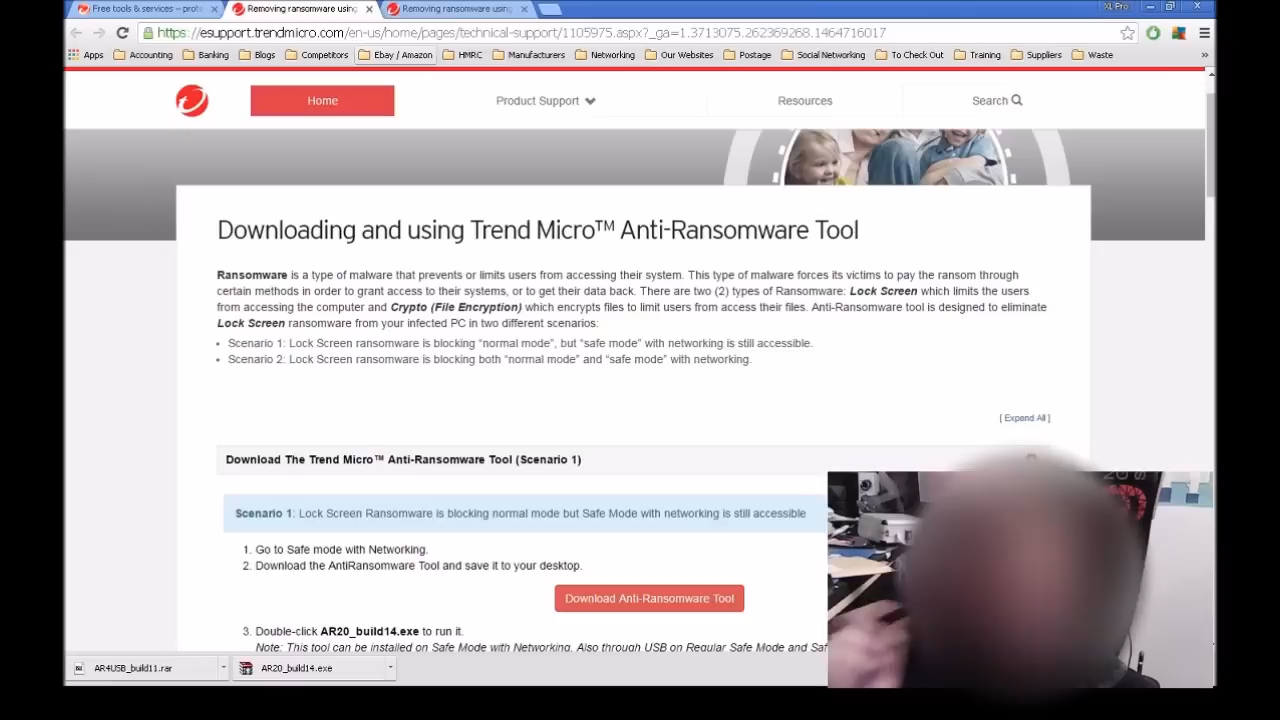 Free tools & services – prote
Removing ransomware using
Removing ransomware using
XL Pro
https://esupport.trendmicro.com/en-us/home/pages/technical-support/1105975.aspx?_ga=1.3713075.262369268.1464716017
Apps Accounting Banking Blogs Competitors Ebay / Amazon HMRC Manufacturers Networking Our Websites Postage Social Networking To Check Out Training Suppliers Waste »
Home Product Support Resources Search
Downloading and using Trend Micro™ Anti-Ransomware Tool
Ransomware is a type of malware that prevents or limits users from accessing their system. This type of malware forces its victims to pay the ransom through
certain methods in order to grant access to their systems, or to get their data back. There are two (2) types of Ransomware: Lock Screen which limits the users
from accessing the computer and Crypto (File Encryption) which encrypts files to limit users from access their files. Anti-Ransomware tool is designed to eliminate
Lock Screen ransomware from your infected PC in two different scenarios:
• Scenario 1: Lock Screen ransomware is blocking “normal mode”, but “safe mode” with networking is still accessible.
• Scenario 2: Lock Screen ransomware is blocking both “normal mode” and “safe mode” with networking.
[ Expand All ]
Download The Trend Micro™ Anti-Ransomware Tool (Scenario 1)
Scenario 1: Lock Screen Ransomware is blocking normal mode but Safe Mode with networking is still accessible
1. Go to Safe mode with Networking.
2. Download the AntiRansomware Tool and save it to your desktop.
Download Anti-Ransomware Tool
3. Double-click AR20_build14.exe to run it.
Note: This tool can be installed on Safe Mode with Networking. Also through USB on Regular Safe Mode and Saf
AR4USB_build11.rar
AR20_build14.exe